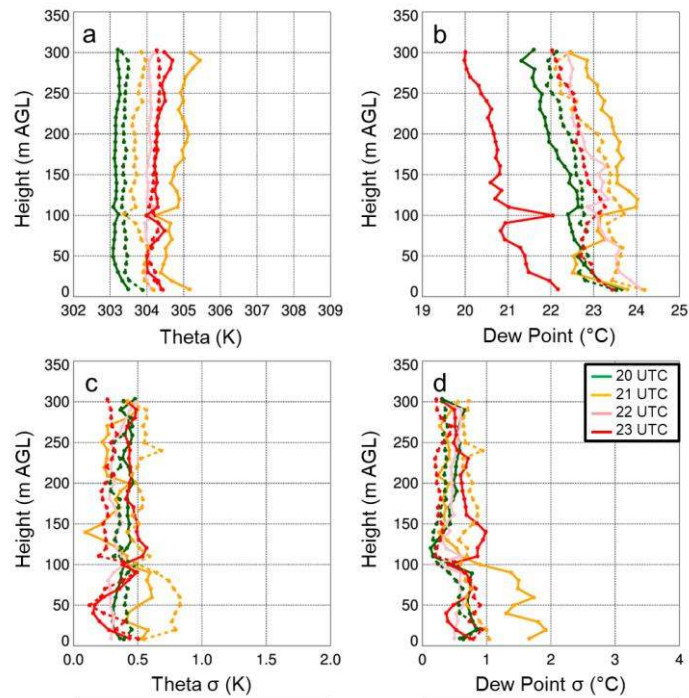 a
350
300
250
200
150
100
50
0
Height (m AGL)
302 303 304 305 306 307 308 309
Theta (K)
b
350
300
250
200
150
100
50
0
Height (m AGL)
19 20 21 22 23 24 25
Dew Point (°C)
c
350
300
250
200
150
100
50
0
Height (m AGL)
0.0 0.5 1.0 1.5 2.0
Theta σ (K)
d
350
300
250
200
150
100
50
0
Height (m AGL)
0 1 2 3 4
Dew Point σ (°C)
20 UTC
21 UTC
22 UTC
23 UTC